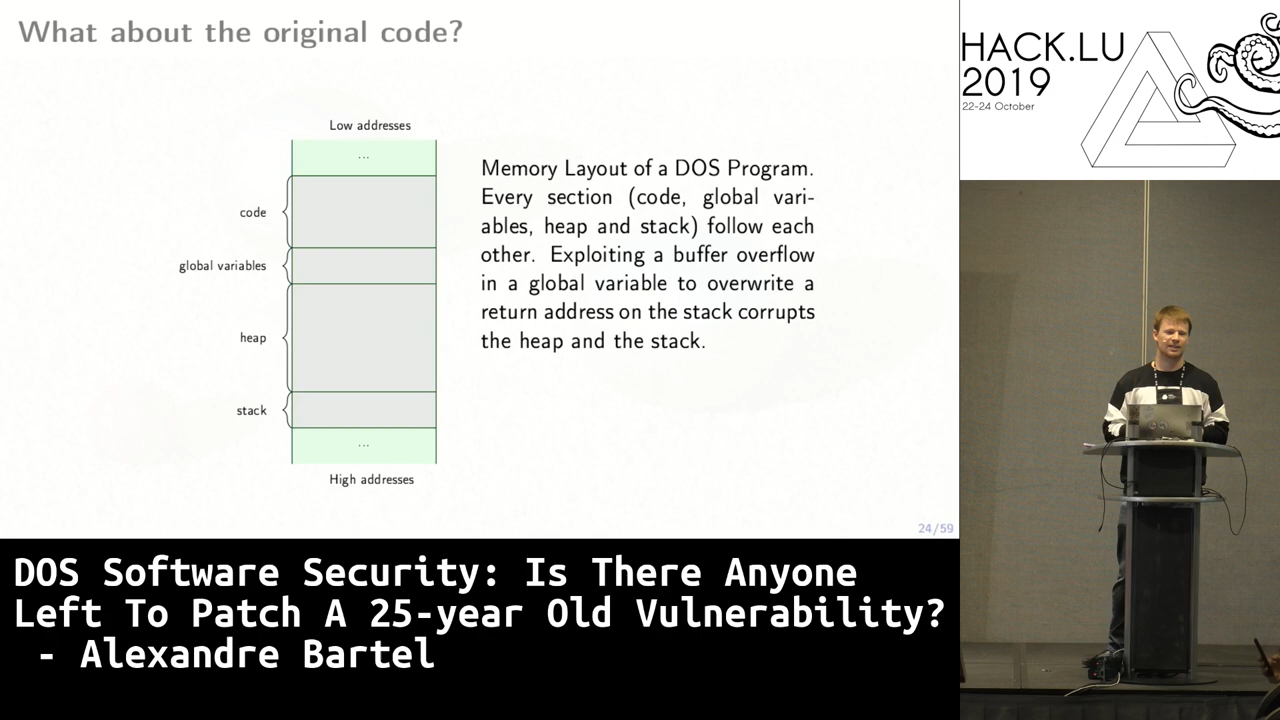 What about the original code?
Low addresses
...
code
global variables
heap
stack
...
High addresses
Memory Layout of a DOS Program.
Every section (code, global vari-
ables, heap and stack) follow each
other. Exploiting a buffer overflow
in a global variable to overwrite a
return address on the stack corrupts
the heap and the stack.
24/59
HACK.LU
2019
22-24 October
DOS Software Security: Is There Anyone
Left To Patch A 25-year Old Vulnerability?
- Alexandre Bartel